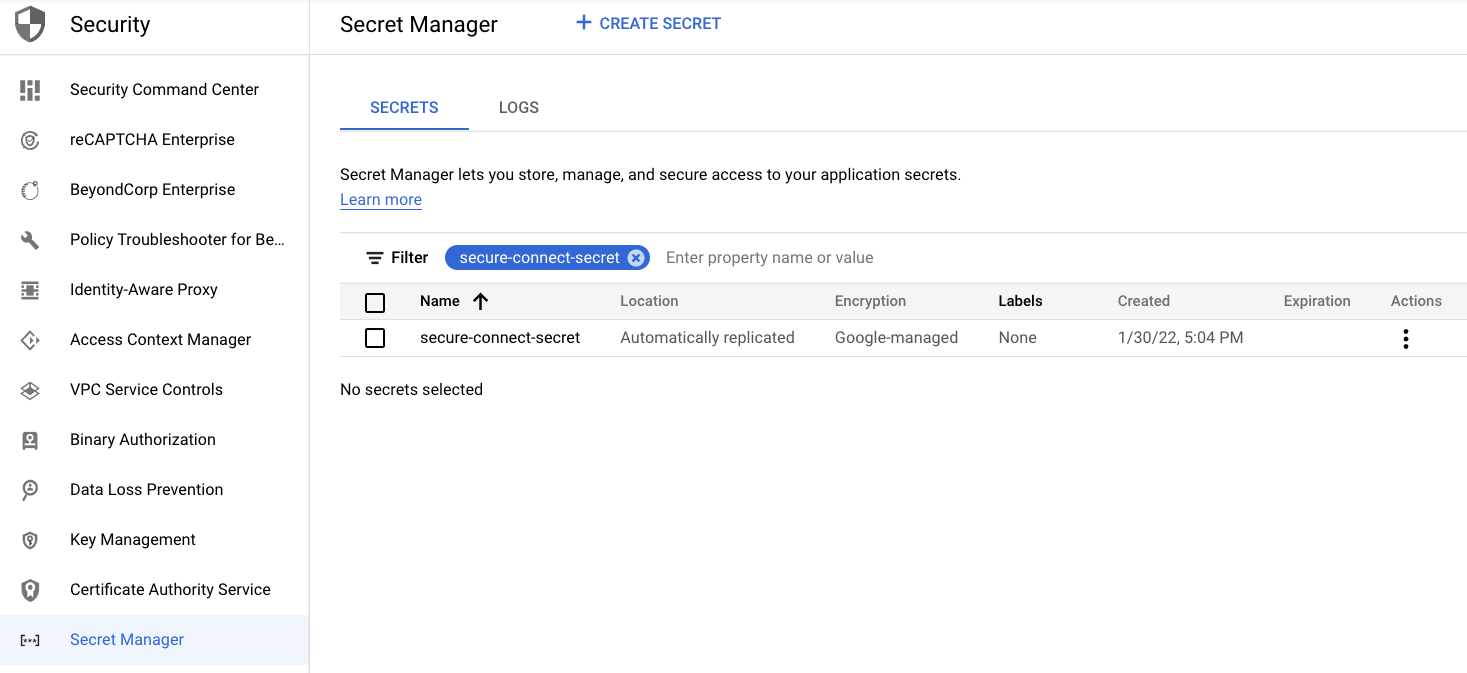 Security
Security Command Center
reCAPTCHA Enterprise
BeyondCorp Enterprise
Policy Troubleshooter for Be...
Identity-Aware Proxy
Access Context Manager
VPC Service Controls
Binary Authorization
Data Loss Prevention
Key Management
Certificate Authority Service
Secret Manager
Secret Manager
CREATE SECRET
SECRETS LOGS
Secret Manager lets you store, manage, and secure access to your application secrets.
Learn more
Filter secure-connect-secret Enter property name or value
Name Location Encryption Labels Created Expiration Actions
secure-connect-secret Automatically replicated Google-managed None 1/30/22, 5:04 PM
No secrets selected